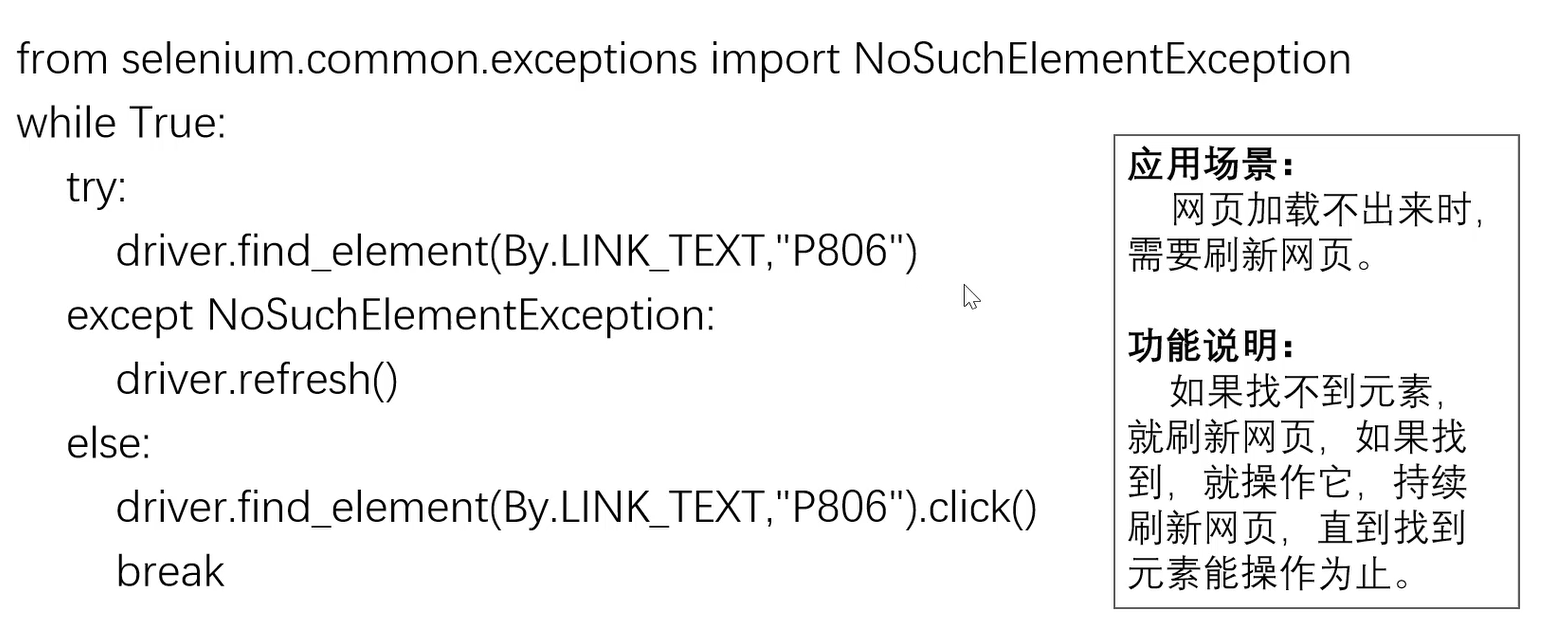 from selenium.common.exceptions import NoSuchElementException
while True:
try:
driver.find_element(By.LINK_TEXT,"P806")
except NoSuchElementException:
driver.refresh()
else:
driver.find_element(By.LINK_TEXT,"P806").click()
break
应用场景：
网页加载不出来时，
需要刷新网页。
功能说明：
如果找不到元素，
就刷新网页，如果找
到，就操作它，持续
刷新网页，直到找到
元素能操作为止。